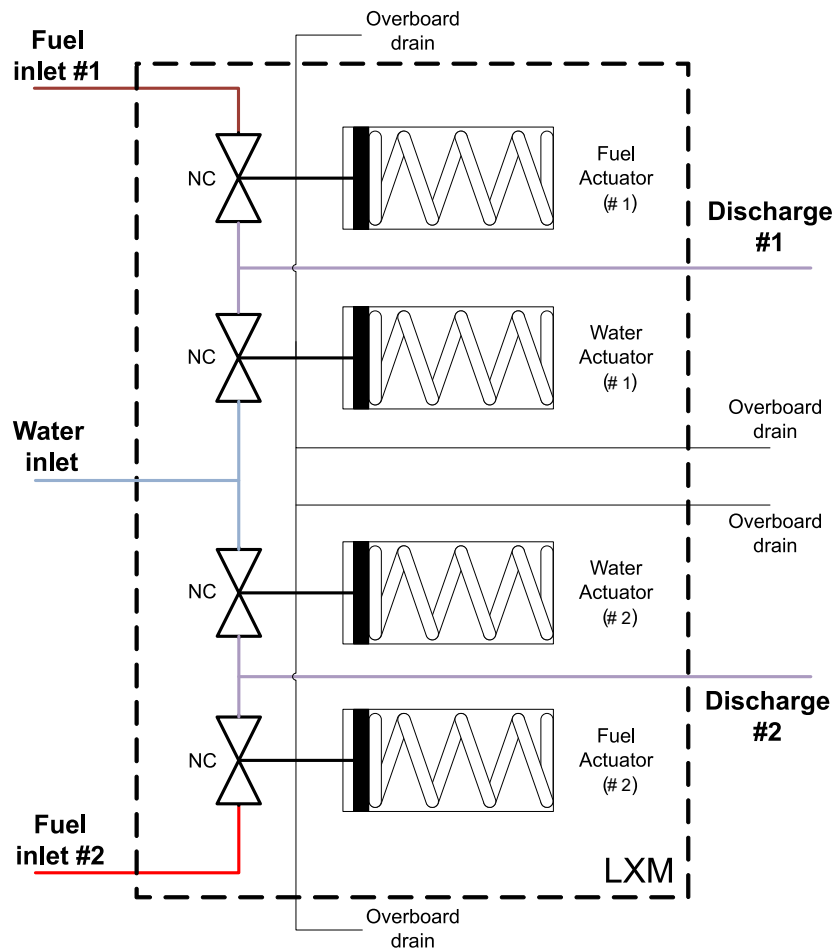 Overboard
drain
Fuel
inlet #1
NC
Fuel
Actuator
(# 1)
Discharge
#1
NC
Water
Actuator
(# 1)
Overboard
drain
Water
inlet
Overboard
drain
NC
Water
Actuator
(# 2)
Discharge
#2
NC
Fuel
Actuator
(# 2)
Fuel
inlet #2
LXM
Overboard
drain